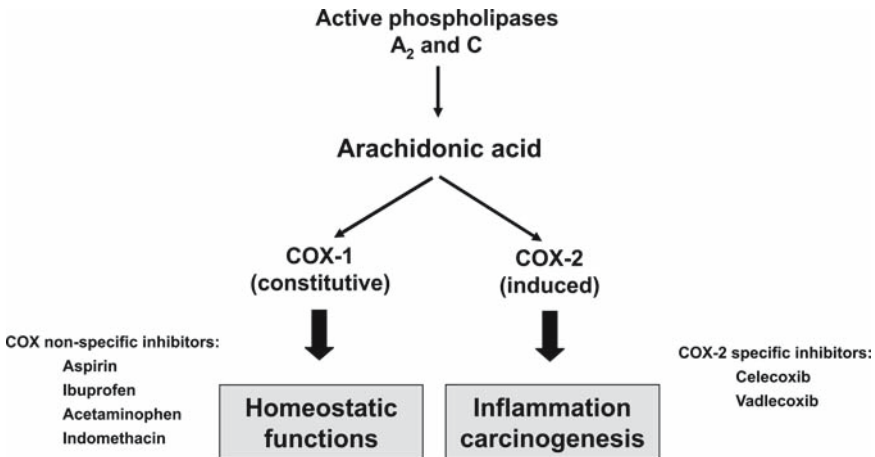 Active phospholipases
A2 and C
Arachidonic acid
COX-1
(constitutive)
COX-2
(induced)
COX non-specific inhibitors:
Aspirin
Ibuprofen
Acetaminophen
Indomethacin
Homeostatic
functions
Inflammation
carcinogenesis
COX-2 specific inhibitors:
Celecoxib
Vadlecoxib